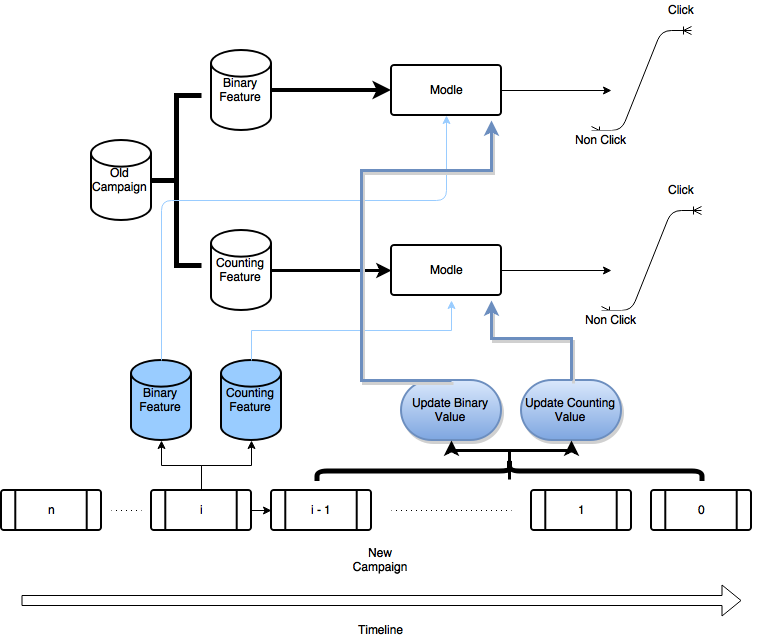 Click
Binary
Feature
Modle
Non Click
Old
Campaign
Click
Counting
Feature
Modle
Non Click
Binary
Feature
Counting
Feature
Update Binary
Value
Update Counting
Value
n
i
i - 1
1
0
New
Campaign
Timeline